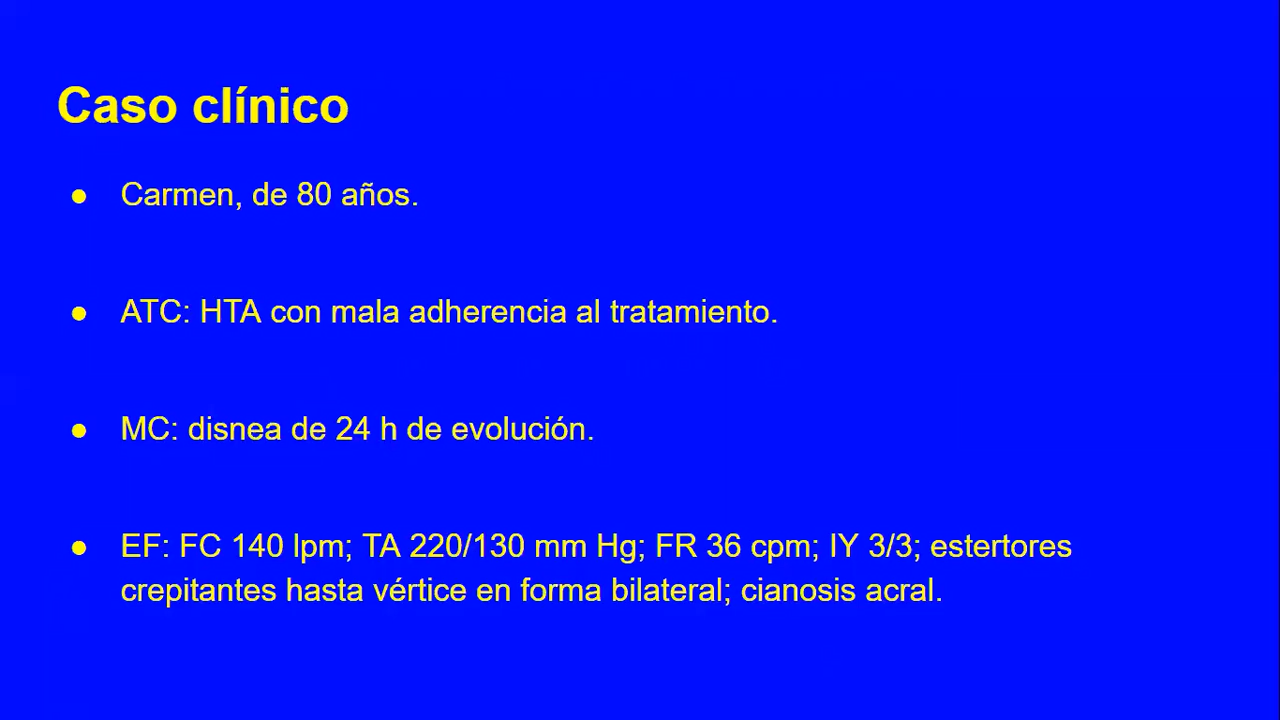 Caso clínico
● Carmen, de 80 años.
● ATC: HTA con mala adherencia al tratamiento.
● MC: disnea de 24 h de evolución.
● EF: FC 140 lpm; TA 220/130 mm Hg; FR 36 cpm; IY 3/3; estertores
crepitantes hasta vértice en forma bilateral; cianosis acral.